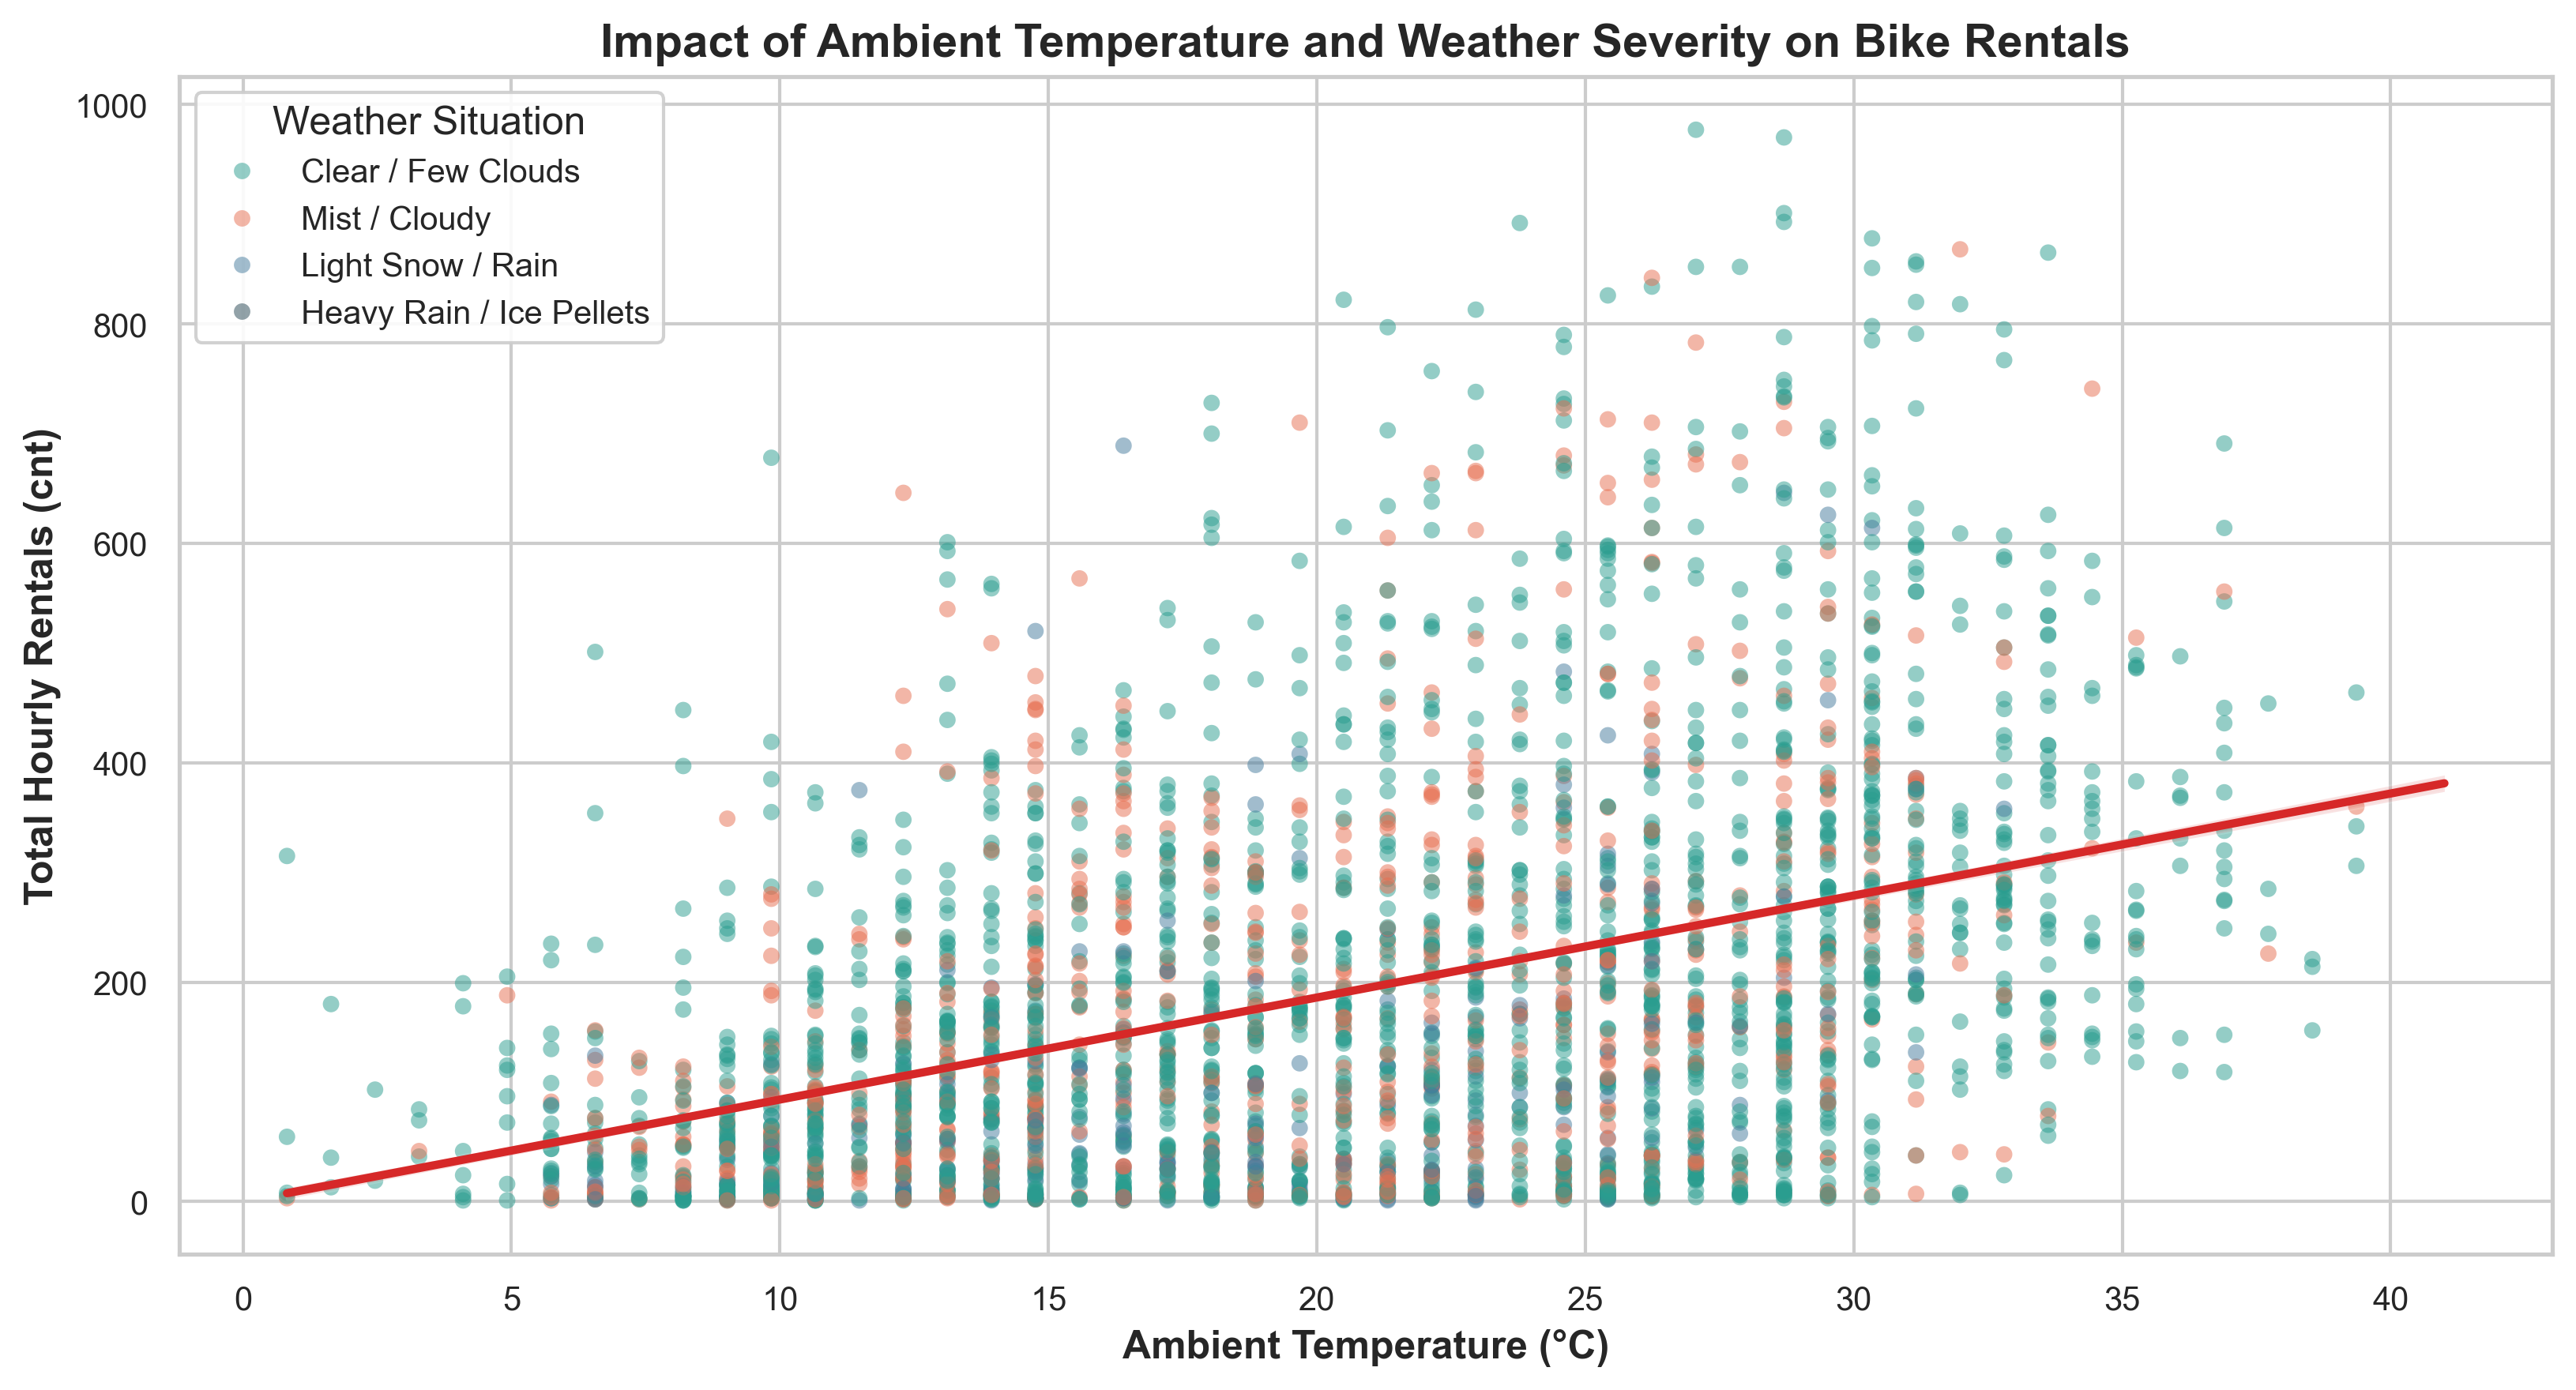 Impact of Ambient Temperature and Weather Severity on Bike Rentals
Weather Situation
Clear / Few Clouds
Mist / Cloudy
Light Snow / Rain
Heavy Rain / Ice Pellets
Total Hourly Rentals (cnt)
1000
800
600
400
200
0
0 5 10 15 20 25 30 35 40
Ambient Temperature (°C)